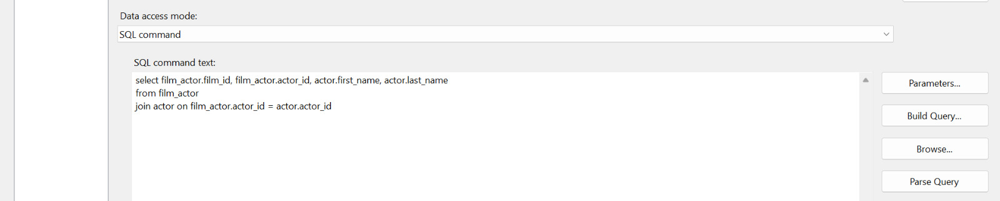 Data access mode:
SQL command
SQL command text:
select film_actor.film_id, film_actor.actor_id, actor.first_name, actor.last_name
from film_actor
join actor on film_actor.actor_id = actor.actor_id
Parameters...
Build Query...
Browse...
Parse Query